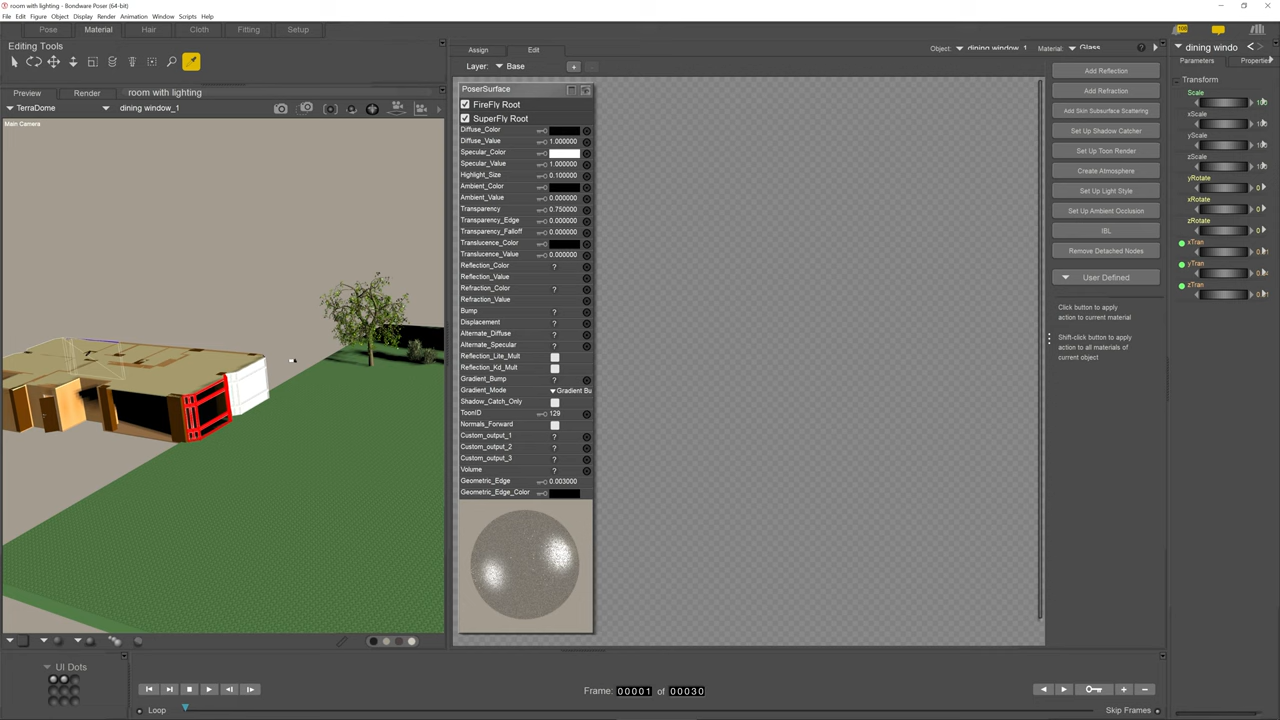 room with lighting - Bondware Poser (64-bit)
File Edit Figure Object Display Render Animation Window Scripts Help
Pose Material Hair Cloth Fitting Setup
Editing Tools
Preview Render room with lighting
TerraDome dining window_1
Main Camera
Assign Edit
Object: dining window_1 Material: Glass
Layer: Base
PoserSurface
FireFly Root
SuperFly Root
Diffuse_Color
Diffuse_Value 1.000000
Specular_Color
Specular_Value 1.000000
Highlight_Size 0.100000
Ambient_Color
Ambient_Value 0.000000
Transparency 0.750000
Transparency_Edge 0.000000
Transparency_Falloff 0.000000
Translucence_Color
Translucence_Value 0.000000
Reflection_Color ?
Reflection_Value
Refraction_Color ?
Refraction_Value
Bump ?
Displacement ?
Alternate_Diffuse ?
Alternate_Specular ?
Reflection_Lite_Mult
Reflection_Kd_Mult
Gradient_Bump ?
Gradient_Mode Gradient Bu
Shadow_Catch_Only
ToonID 129
Normals_Forward
Custom_output_1 ?
Custom_output_2 ?
Custom_output_3 ?
Volume ?
Geometric_Edge 0.003000
Geometric_Edge_Color
Add Reflection
Add Refraction
Add Skin Subsurface Scattering
Set Up Shadow Catcher
Set Up Toon Render
Create Atmosphere
Set Up Light Style
Set Up Ambient Occlusion
IBL
Remove Detached Nodes
User Defined
Click button to apply
action to current material
Shift-click button to apply
action to all materials of
current object
dining windo
Parameters Properties
Transform
Scale
xScale
yScale
zScale
yRotate 0
xRotate 0
zRotate 0
xTran
yTran
zTran
UI Dots
Frame: 00001 of 00030
Loop Skip Frames